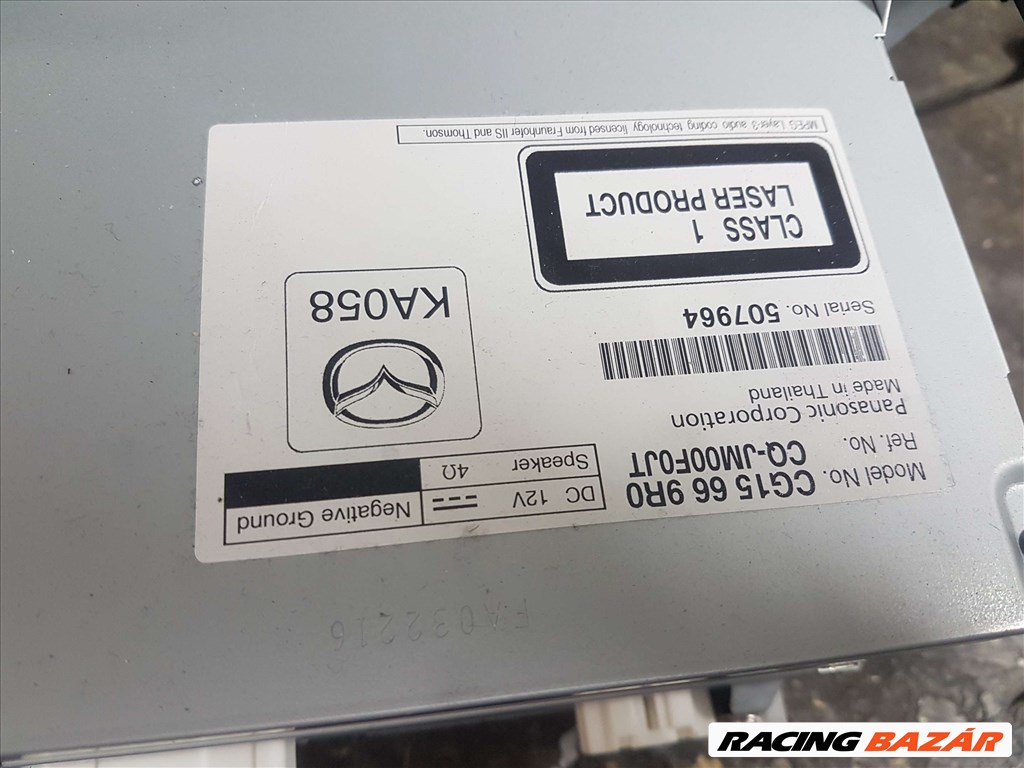 Model No. CG15 66 9R0
Ref. No. CQ-JM00F0JT
Panasonic Corporation
Made in Thailand
DC 12V
Negative Ground
Speaker 4Ω
KA058
Serial No. 507964
CLASS 1
LASER PRODUCT
MPEG Layer-3 audio coding technology licensed from Fraunhofer IIS and Thomson.
FA032216
RACING BAZÁR